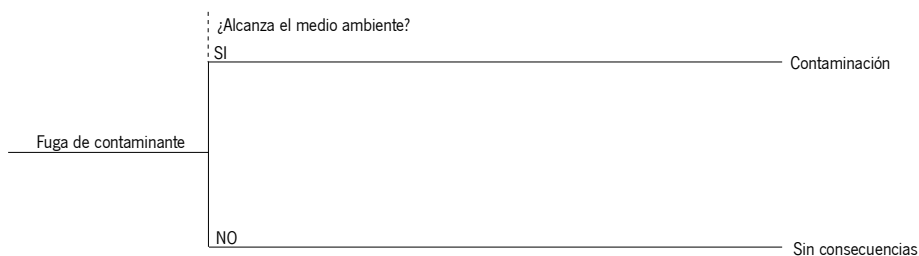 ¿Alcanza el medio ambiente?
SI
Contaminación
Fuga de contaminante
NO
Sin consecuencias